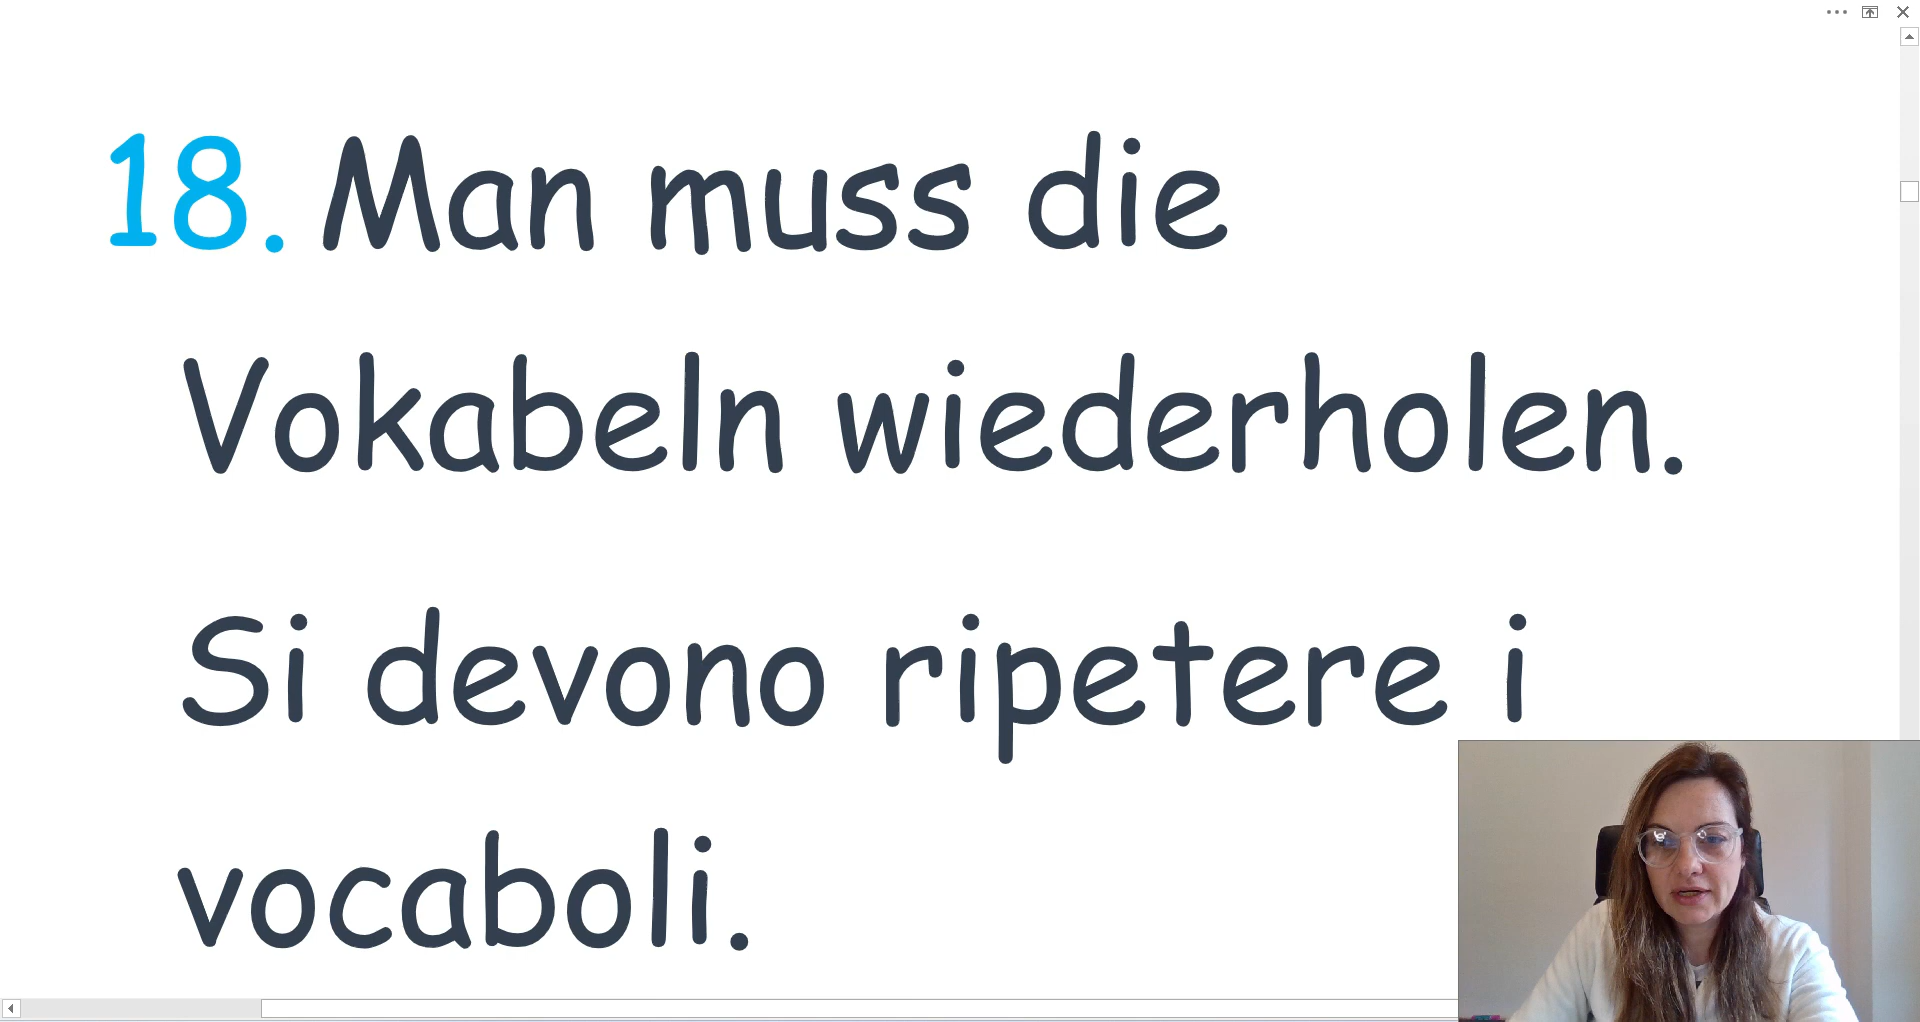 18. Man muss die
Vokabeln wiederholen.
Si devono ripetere i
vocaboli.